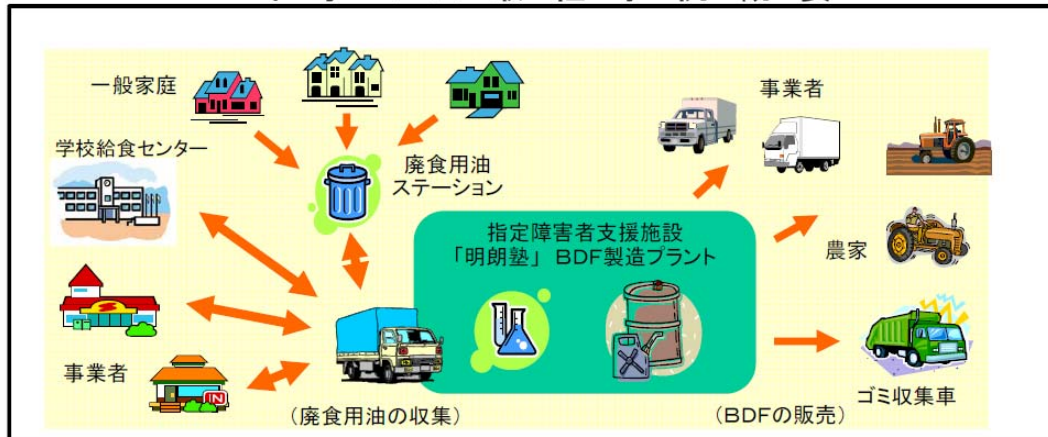 一般家庭
学校給食センター
廃食用油
ステーション
事業者
指定障害者支援施設
「明朗塾」 BDF製造プラント
農家
事業者
IN
ゴミ収集車
(廃食用油の収集)
(BDFの販売)